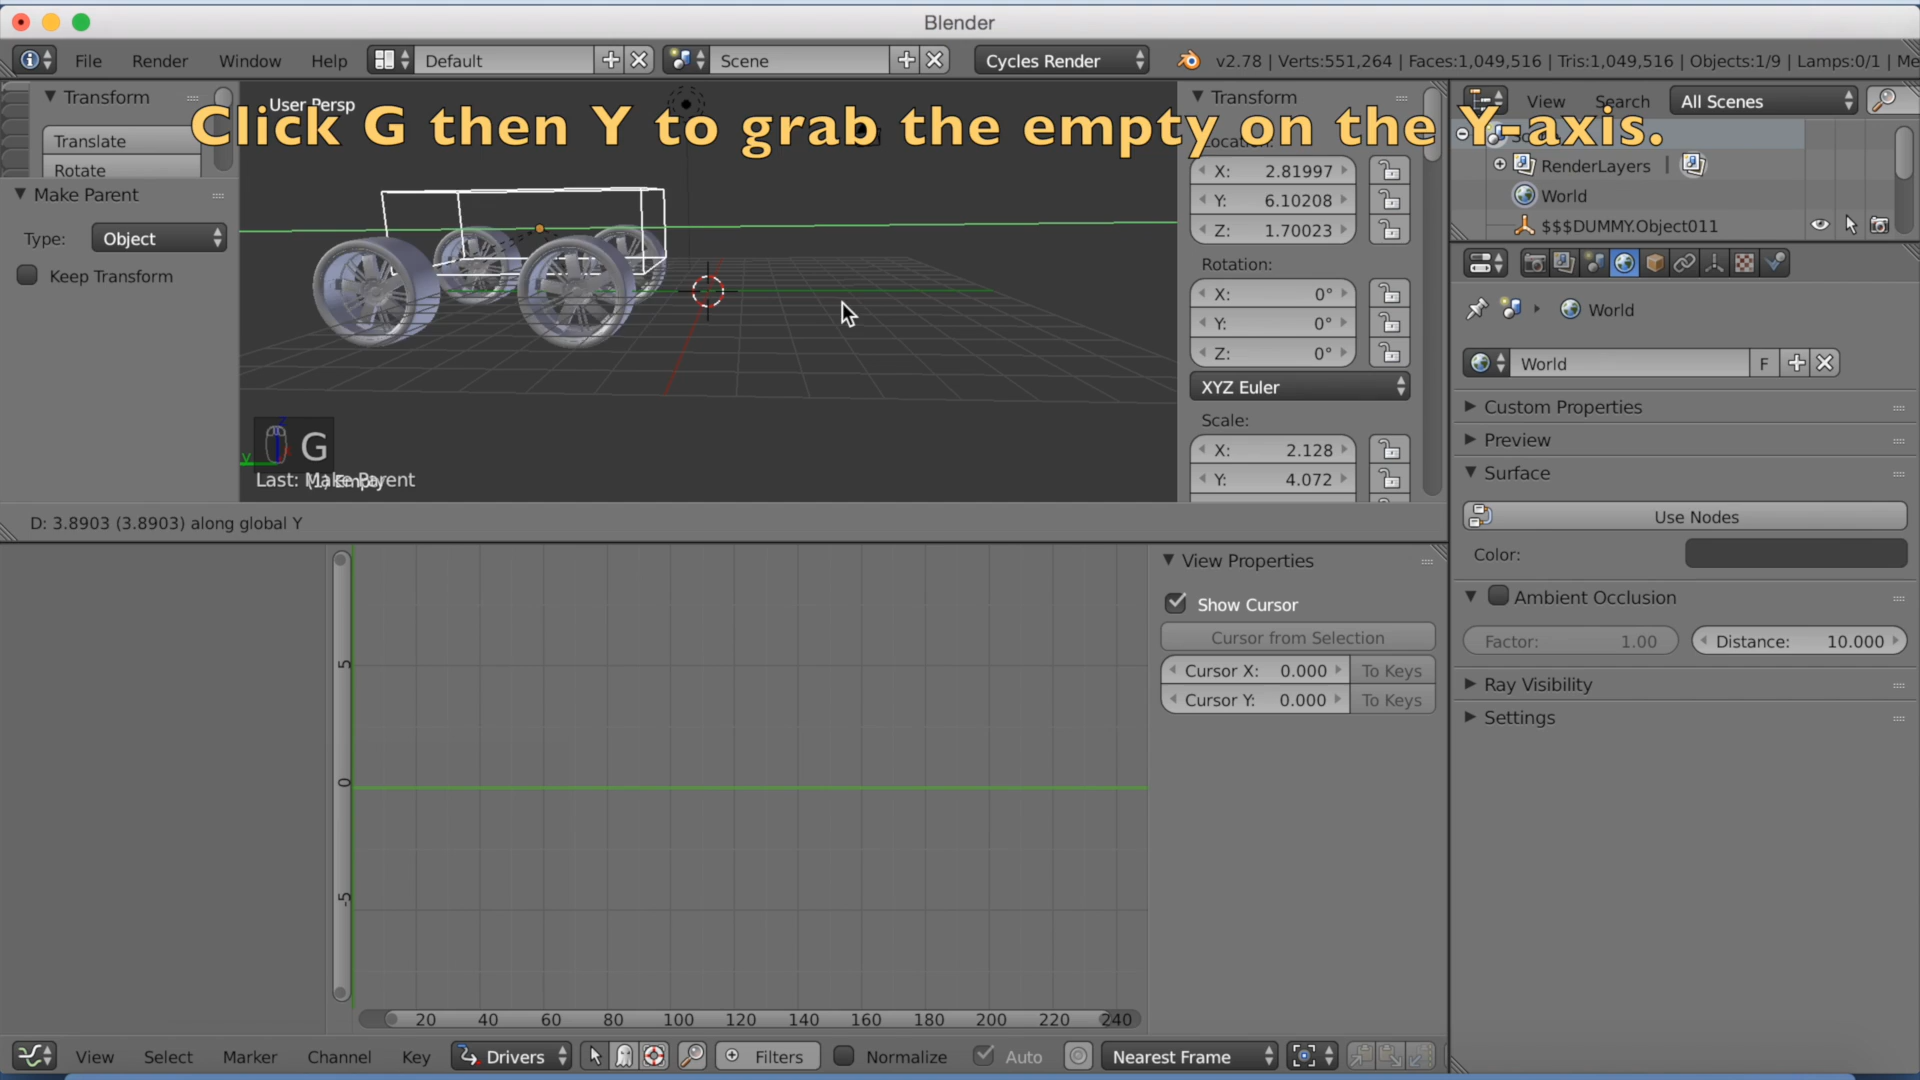 Blender
File Render Window Help Default Scene Cycles Render v2.78 | Verts:551,264 | Faces:1,049,516 | Tris:1,049,516 | Objects:1/9 | Lamps:0/1 | Me
Click G then Y to grab the empty on the Y-axis.
Transform
Translate
Rotate
Make Parent
Type: Object
Keep Transform
User Persp
G
y
Last: Make Parent
(1) Empty
D: 3.8903 (3.8903) along global Y
Transform
Location:
X: 2.81997
Y: 6.10208
Z: 1.70023
Rotation:
X: 0°
Y: 0°
Z: 0°
XYZ Euler
Scale:
X: 2.128
Y: 4.072
View Search All Scenes
RenderLayers |
World
$$$DUMMY.Object011
World
World F
Custom Properties
Preview
Surface
Use Nodes
Color:
Ambient Occlusion
Factor: 1.00 Distance: 10.000
Ray Visibility
Settings
5
0
-5
20 40 60 80 100 120 140 160 180 200 220 240
View Properties
Show Cursor
Cursor from Selection
Cursor X: 0.000 To Keys
Cursor Y: 0.000 To Keys
View Select Marker Channel Key Drivers Filters Normalize Auto Nearest Frame